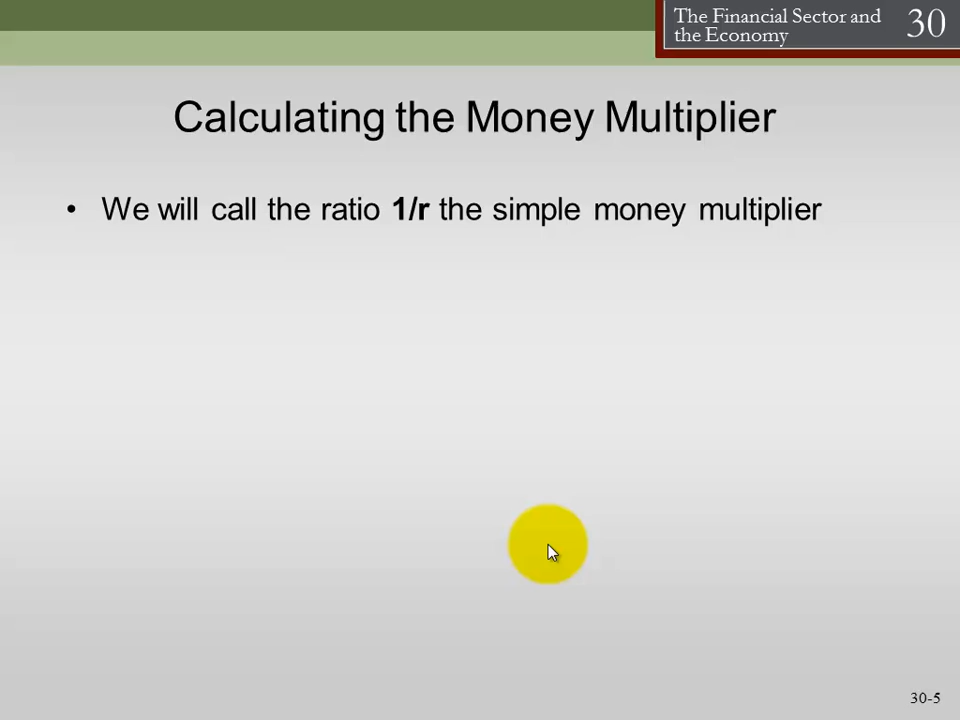 The Financial Sector and
the Economy
30
Calculating the Money Multiplier
• We will call the ratio 1/r the simple money multiplier
30-5